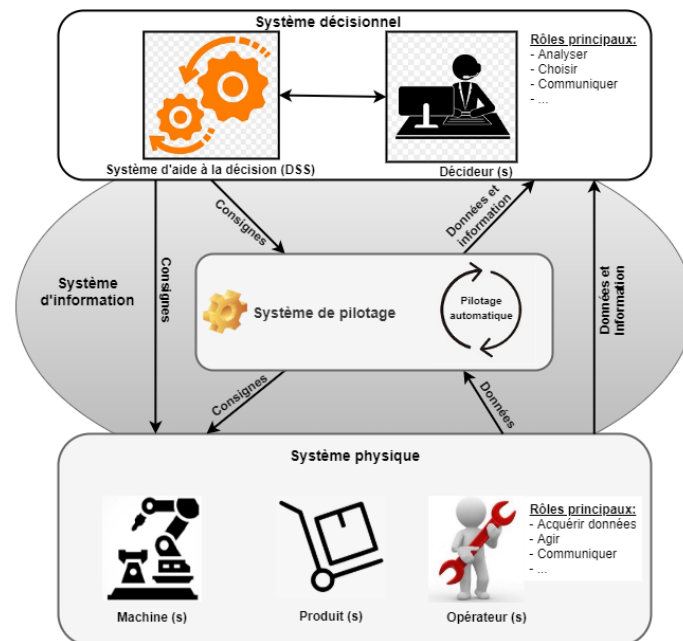 Système décisionnel
Rôles principaux:
- Analyser
- Choisir
- Communiquer
- ...
Système d'aide à la décision (DSS)
Décideur (s)
Consignes
Consignes
Données et
information
Données et
Information
Système
d'information
Système de pilotage
Pilotage
automatique
Consignes
Données
Système physique
Rôles principaux:
- Acquérir données
- Agir
- Communiquer
- ...
Machine (s)
Produit (s)
Opérateur (s)